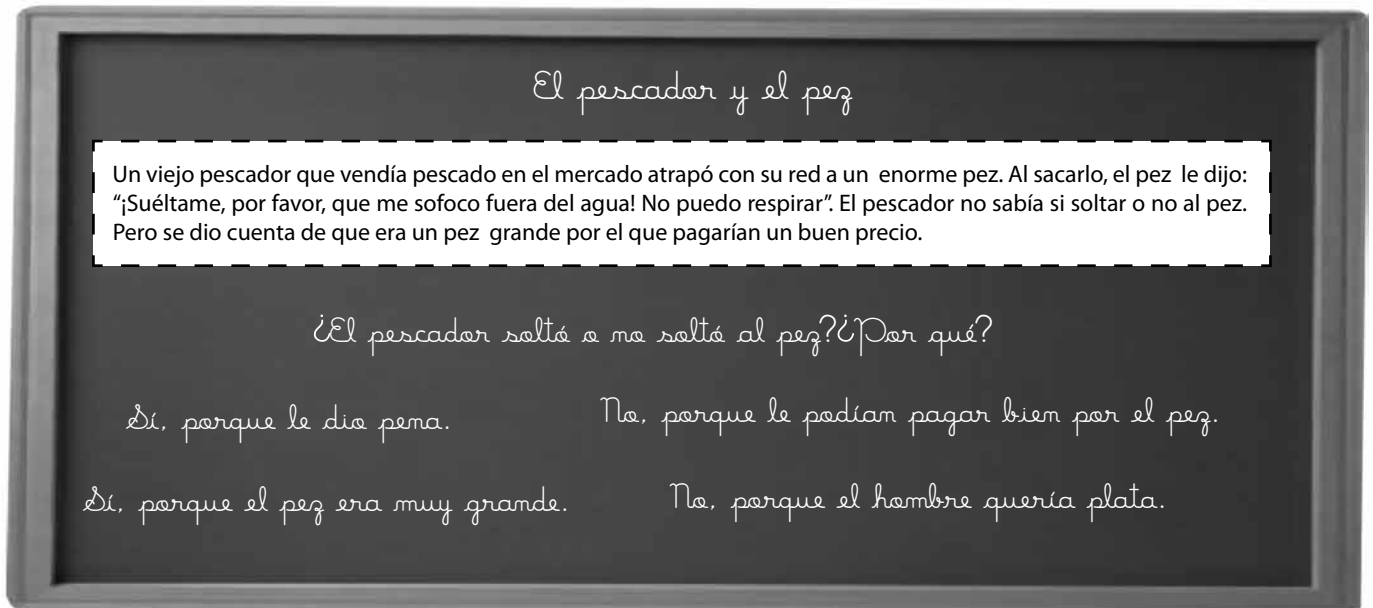 El pescador y el pez
Un viejo pescador que vendía pescado en el mercado atrapó con su red a un enorme pez. Al sacarlo, el pez le dijo:
“¡Suéltame, por favor, que me sofoco fuera del agua! No puedo respirar”. El pescador no sabía si soltar o no al pez.
Pero se dio cuenta de que era un pez grande por el que pagarían un buen precio.
¿El pescador soltó o no soltó al pez?¿Por qué?
Sí, porque le dio pena.
No, porque le podían pagar bien por el pez.
Sí, porque el pez era muy grande.
No, porque el hombre quería plata.